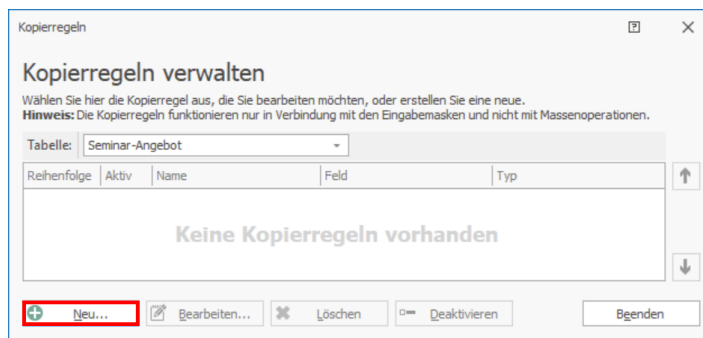 Kopierregeln
Kopierregeln verwalten
Wählen Sie hier die Kopierregel aus, die Sie bearbeiten möchten, oder erstellen Sie eine neue.
Hinweis: Die Kopierregeln funktionieren nur in Verbindung mit den Eingabemasken und nicht mit Massenoperationen.
Tabelle: Seminar-Angebot
Reihenfolge Aktiv Name Feld Typ
Keine Kopierregeln vorhanden
Neu... Bearbeiten... Löschen Deaktivieren Beenden